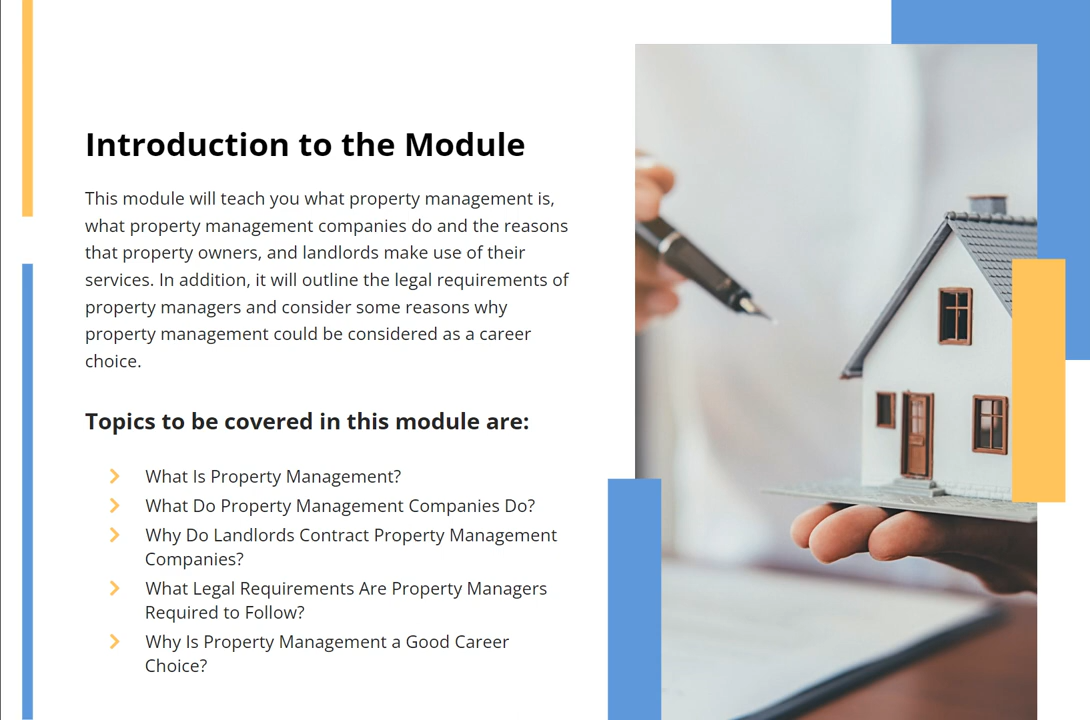 Introduction to the Module
This module will teach you what property management is,
what property management companies do and the reasons
that property owners, and landlords make use of their
services. In addition, it will outline the legal requirements of
property managers and consider some reasons why
property management could be considered as a career
choice.
Topics to be covered in this module are:
What Is Property Management?
What Do Property Management Companies Do?
Why Do Landlords Contract Property Management
Companies?
What Legal Requirements Are Property Managers
Required to Follow?
Why Is Property Management a Good Career
Choice?